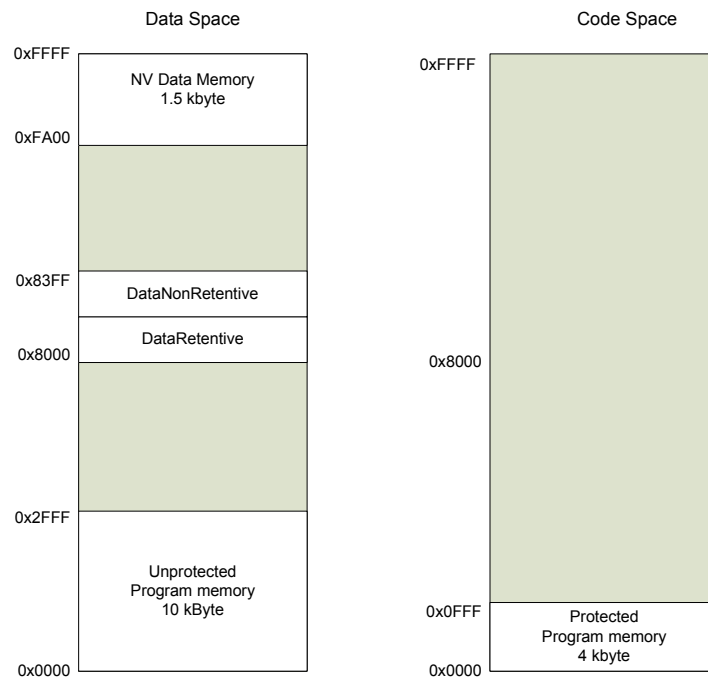 Data Space
0xFFFF
NV Data Memory
1.5 kbyte
0xFA00
0x83FF
DataNonRetentive
DataRetentive
0x8000
0x2FFF
Unprotected
Program memory
10 kByte
0x0000
Code Space
0xFFFF
0x8000
0x0FFF
Protected
Program memory
4 kbyte
0x0000